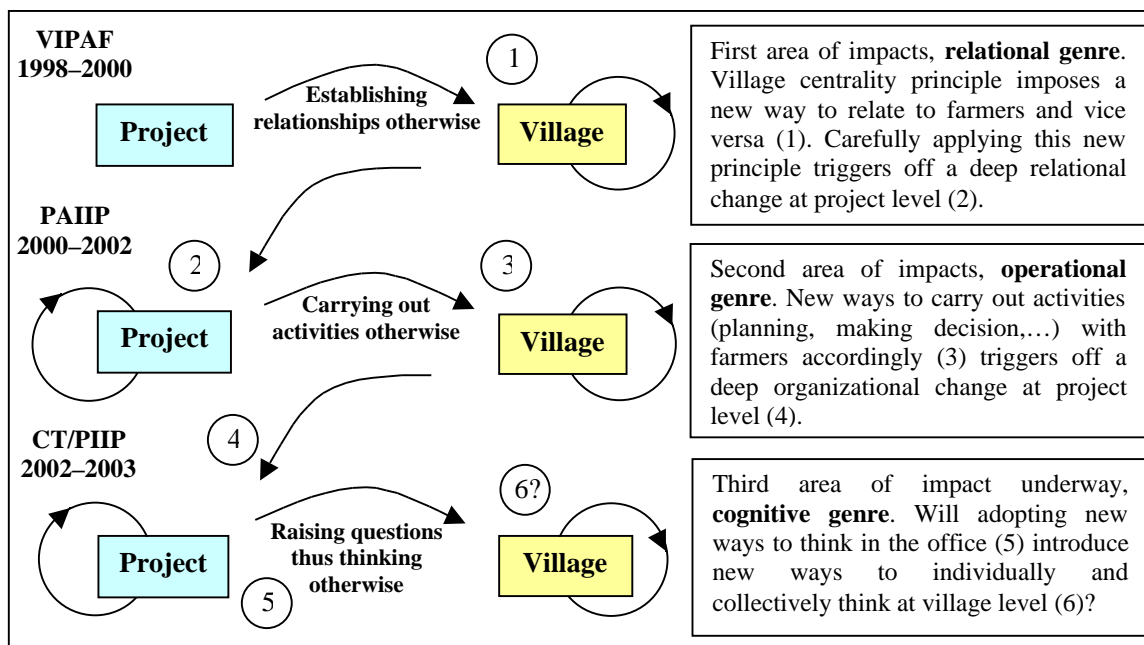 VIPAF
1998–2000
1
Establishing
relationships otherwise
Project
Village
First area of impacts, relational genre.
Village centrality principle imposes a
new way to relate to farmers and vice
versa (1). Carefully applying this new
principle triggers off a deep relational
change at project level (2).
PAIIP
2000–2002
2
3
Carrying out
activities otherwise
Project
Village
Second area of impacts, operational
genre. New ways to carry out activities
(planning, making decision,…) with
farmers accordingly (3) triggers off a
deep organizational change at project
level (4).
CT/PIIP
2002–2003
4
6?
Raising questions
thus thinking
otherwise
Project
Village
5
Third area of impact underway,
cognitive genre. Will adopting new
ways to think in the office (5) introduce
new ways to individually and
collectively think at village level (6)?